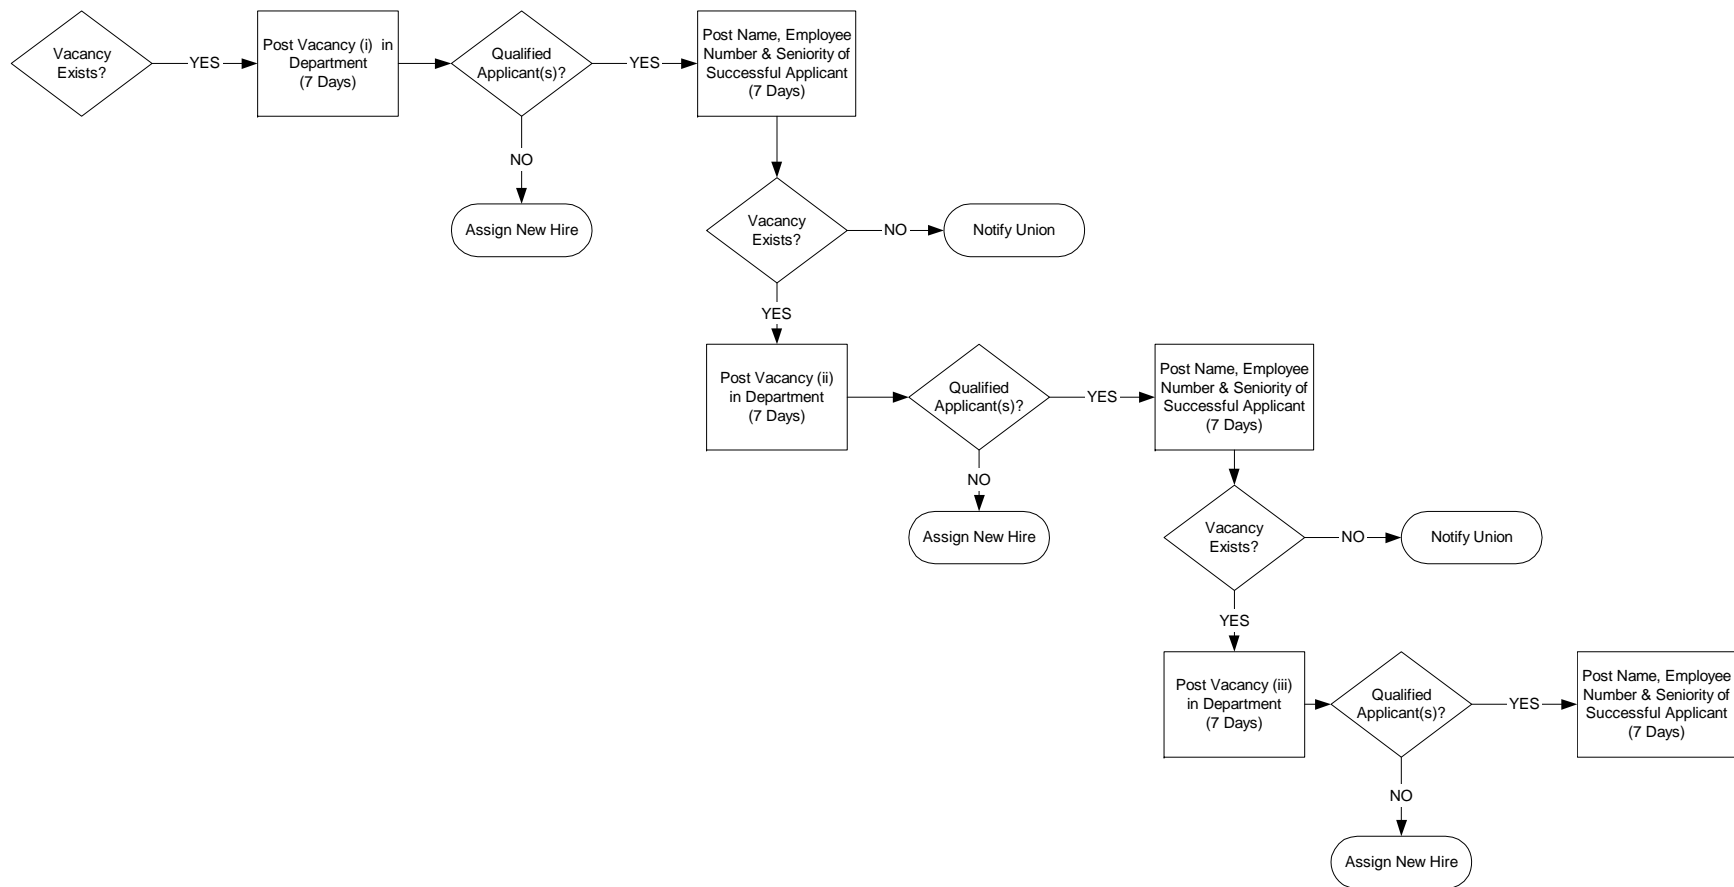 Vacancy
Exists?
YES
Post Vacancy (i) in
Department
(7 Days)
Qualified
Applicant(s)?
YES
Post Name, Employee
Number & Seniority of
Successful Applicant
(7 Days)
NO
Assign New Hire
Vacancy
Exists?
NO
Notify Union
YES
Post Vacancy (ii)
in Department
(7 Days)
Qualified
Applicant(s)?
YES
Post Name, Employee
Number & Seniority of
Successful Applicant
(7 Days)
NO
Assign New Hire
Vacancy
Exists?
NO
Notify Union
YES
Post Vacancy (iii)
in Department
(7 Days)
Qualified
Applicant(s)?
YES
Post Name, Employee
Number & Seniority of
Successful Applicant
(7 Days)
NO
Assign New Hire